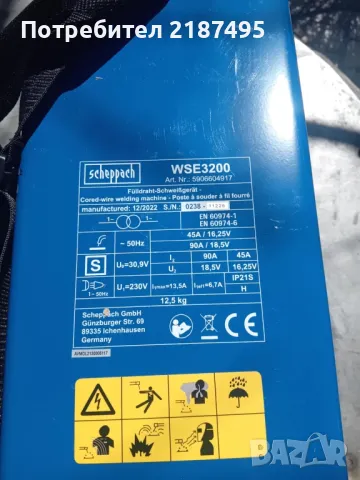 Потребител 2187495
scheppach
WSE3200
Art. Nr.: 5906604917
Fülldraht-Schweißgerät -
Cored-wire welding machine - Poste à souder à fil fourré
manufactured: 12/2022 S./N.: 0238 -
EN 60974-1
EN 60974-6
~ 50Hz
45A / 16,25V
90A / 18,5V
S
U₀=30,9V
I₂ 90A 45A
U₂ 18,5V 16,25V
1 ~ 50Hz
U₁=230V
I₁max=13,5A
I₁eff=6,7A
IP21S
H
12,5 kg
Scheppach GmbH
Günzburger Str. 69
89335 Ichenhausen
Germany
BAZAR